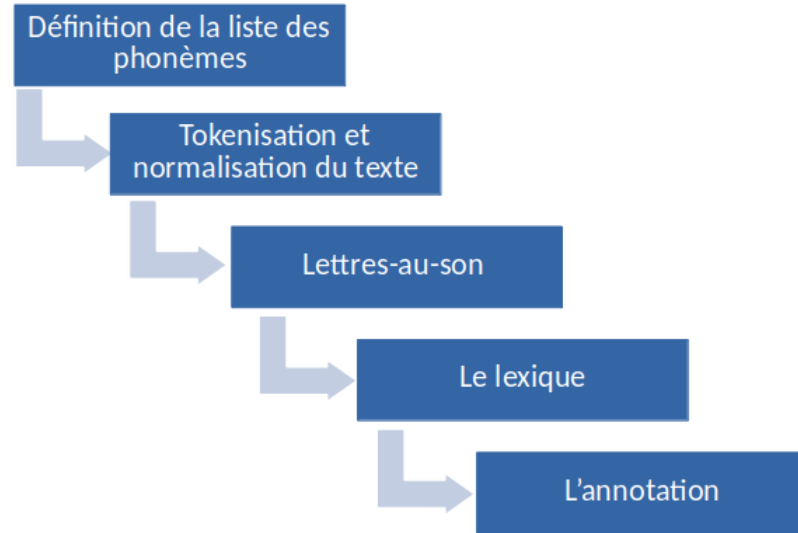 Définition de la liste des
phonèmes
Tokenisation et
normalisation du texte
Lettres-au-son
Le lexique
L’annotation